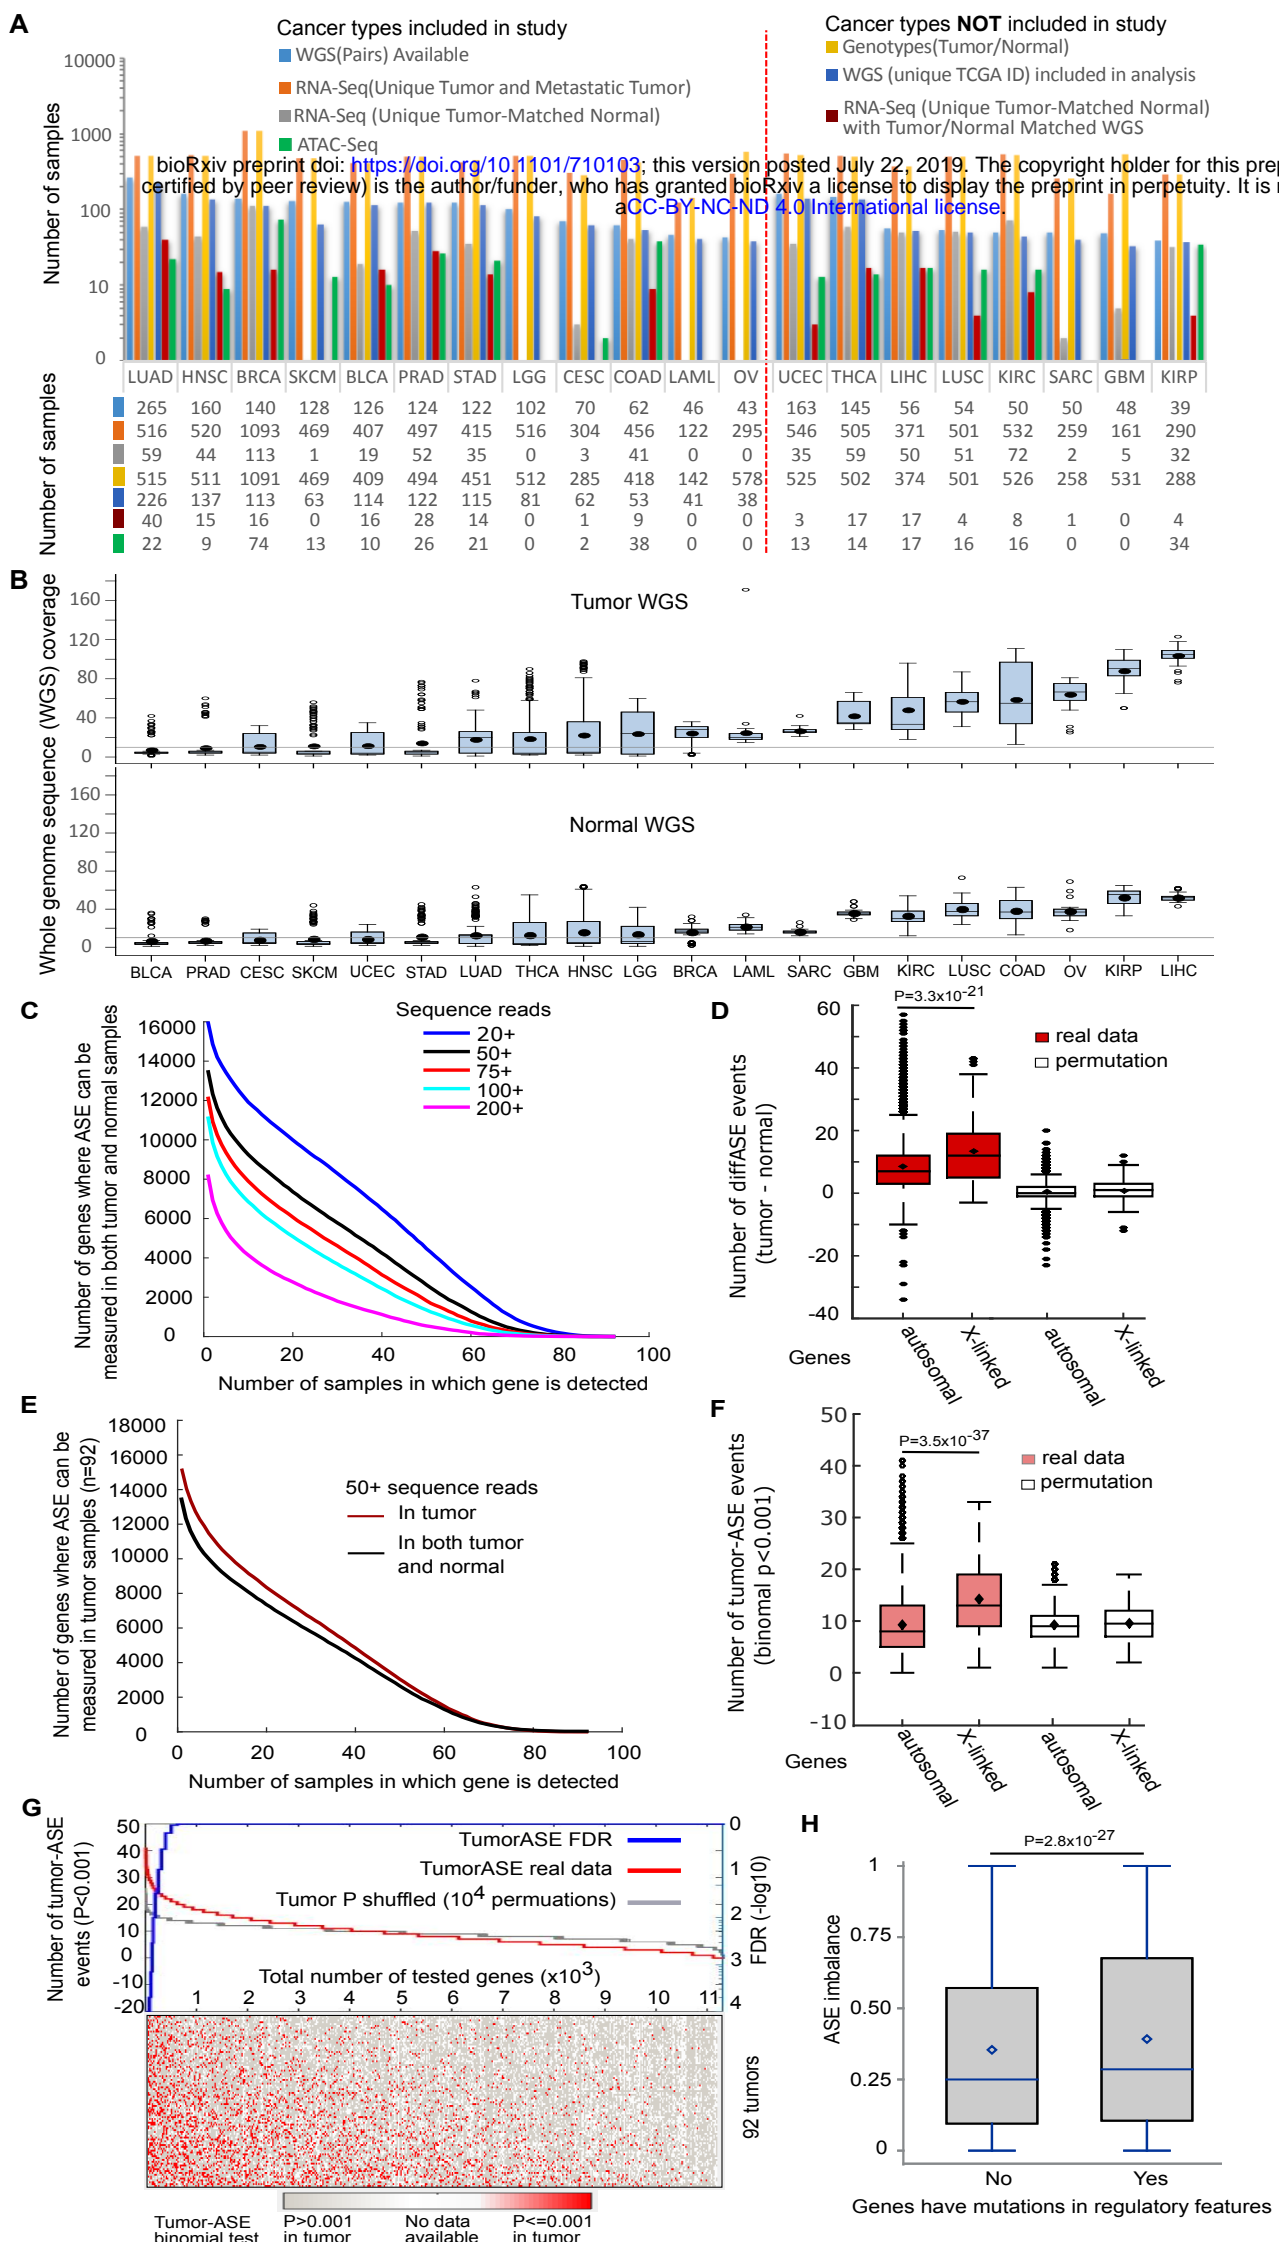 A
Cancer types included in study
WGS(Pairs) Available
RNA-Seq(Unique Tumor and Metastatic Tumor)
RNA-Seq (Unique Tumor-Matched Normal)
ATAC-Seq
Cancer types NOT included in study
Genotypes(Tumor/Normal)
WGS (unique TCGA ID) included in analysis
RNA-Seq (Unique Tumor-Matched Normal)
with Tumor/Normal Matched WGS
bioRxiv preprint doi: https://doi.org/10.1101/710103; this version posted July 22, 2019. The copyright holder for this prep
certified by peer review) is the author/funder, who has granted bioRxiv a license to display the preprint in perpetuity. It is
aCC-BY-NC-ND 4.0 International license.
Number of samples
10000
1000
100
10
0
LUAD HNSC BRCA SKCM BLCA PRAD STAD LGG CESC COAD LAML OV UCEC THCA LIHC LUSC KIRC SARC GBM KIRP
Number of samples
265 160 140 128 126 124 122 102 70 62 46 43 163 145 56 54 50 50 48 39
516 520 1093 469 407 497 415 516 304 456 122 295 546 505 371 501 532 259 161 290
59 44 113 1 19 52 35 0 3 41 0 0 35 59 50 51 72 2 5 32
515 511 1091 469 409 494 451 512 285 418 142 578 525 502 374 501 526 258 531 288
226 137 113 63 114 122 115 81 62 53 41 38
40 15 16 0 16 28 14 0 1 9 0 0 3 17 17 4 8 1 0 4
22 9 74 13 10 26 21 0 2 38 0 0 13 14 17 16 16 0 0 34
B
Whole genome sequence (WGS) coverage
Tumor WGS
160
120
80
40
0
Normal WGS
160
120
80
40
0
BLCA PRAD CESC SKCM UCEC STAD LUAD THCA HNSC LGG BRCA LAML SARC GBM KIRC LUSC COAD OV KIRP LIHC
C
Number of genes where ASE can be
measured in both tumor and normal samples
Sequence reads
20+
50+
75+
100+
200+
16000
14000
12000
10000
8000
6000
4000
2000
0
0 20 40 60 80 100
Number of samples in which gene is detected
D
Number of diffASE events
(tumor - normal)
P=3.3x10-21
real data
permutation
60
40
20
0
-20
-40
Genes
autosomal X-linked autosomal X-linked
E
Number of genes where ASE can be
measured in tumor samples (n=92)
18000
16000
14000
12000
10000
8000
6000
4000
2000
0
50+ sequence reads
In tumor
In both tumor
and normal
0 20 40 60 80 100
Number of samples in which gene is detected
F
Number of tumor-ASE events
(binomal p<0.001)
P=3.5x10-37
real data
permutation
50
40
30
20
10
0
-10
Genes
autosomal X-linked autosomal X-linked
G
Number of tumor-ASE
events (P<0.001)
50
40
30
20
10
0
-10
-20
TumorASE FDR
TumorASE real data
Tumor P shuffled (10^4 permuations)
Total number of tested genes (x10^3)
1 2 3 4 5 6 7 8 9 10 11
0
1
2
3
4
FDR (-log10)
92 tumors
Tumor-ASE
binomial test
P>0.001
in tumor
No data
available
P<=0.001
in tumor
H
P=2.8x10-27
ASE imbalance
1
0.75
0.50
0.25
0
No Yes
Genes have mutations in regulatory features